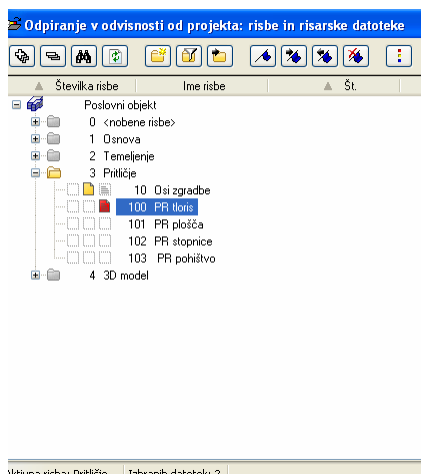 Odpiranje v odvisnosti od projekta: risbe in risarske datoteke
Številka risbe Ime risbe Št.
Poslovni objekt
0 <nobene risbe>
1 Osnova
2 Temeljenje
3 Pritličje
10 Osi zgradbe
100 PR tloris
101 PR plošča
102 PR stopnice
103 PR pohištvo
4 3D model
Aktivna risba: Pritličje Izbranih datotek: 2